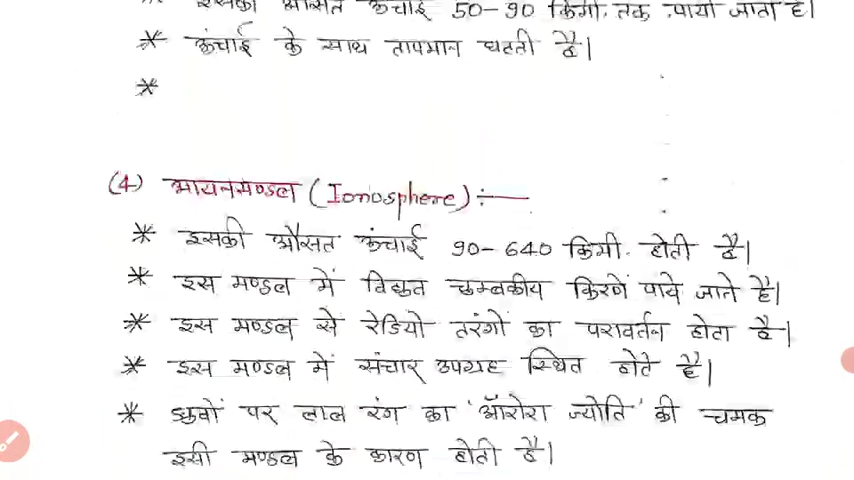 इसकी औसत ऊंचाई 50-90 किमी. तक पायी जाती है।
* ऊंचाई के साथ तापमान घटती है।
*
(4) आयनमण्डल (Ionosphere) :—
* इसकी औसत ऊंचाई 90-640 किमी. होती है।
* इस मण्डल में विद्युत चुम्बकीय किरणें पाये जाते है।
* इस मण्डल से रेडियो तरंगों का परावर्तन होता है।
* इस मण्डल में संचार उपग्रह स्थित होते है।
* ध्रुवों पर लाल रंग का 'ऑरोरा ज्योति' की चमक
इसी मण्डल के कारण होती है।